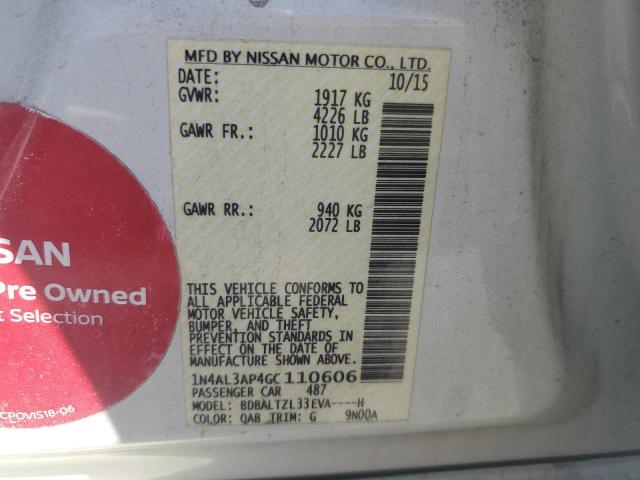 MFD BY NISSAN MOTOR CO., LTD.
DATE: 10/15
GVWR: 1917 KG
4226 LB
GAWR FR.: 1010 KG
2227 LB
GAWR RR.: 940 KG
2072 LB
THIS VEHICLE CONFORMS TO
ALL APPLICABLE FEDERAL
MOTOR VEHICLE SAFETY,
BUMPER, AND THEFT
PREVENTION STANDARDS IN
EFFECT ON THE DATE OF
MANUFACTURE SHOWN ABOVE.
1N4AL3AP4GC110606
PASSENGER CAR 487
MODEL: BDBALTZL33EVA----H
COLOR: QAB TRIM: G 9N00A
SSAN
Pre Owned
t Selection
CPOVIS18-06